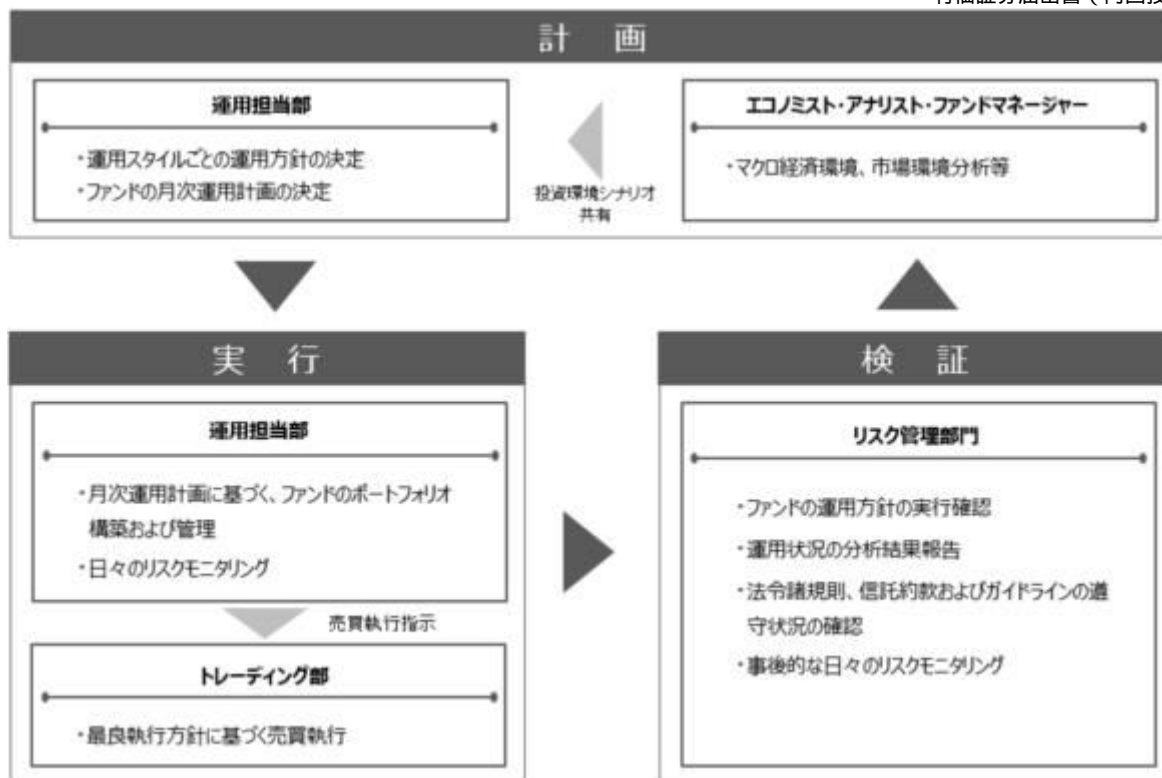 計 画
運用担当部
・運用スタイルごとの運用方針の決定
・ファンドの月次運用計画の決定
投資環境シナリオ
共有
エコノミスト・アナリスト・ファンドマネージャー
・マクロ経済環境、市場環境分析等
実 行
運用担当部
・月次運用計画に基づく、ファンドのポートフォリオ
構築および管理
・日々のリスクモニタリング
売買執行指示
トレーディング部
・最良執行方針に基づく売買執行
検 証
リスク管理部門
・ファンドの運用方針の実行確認
・運用状況の分析結果報告
・法令諸規則、信託約款およびガイドラインの遵
守状況の確認
・事後的な日々のリスクモニタリング